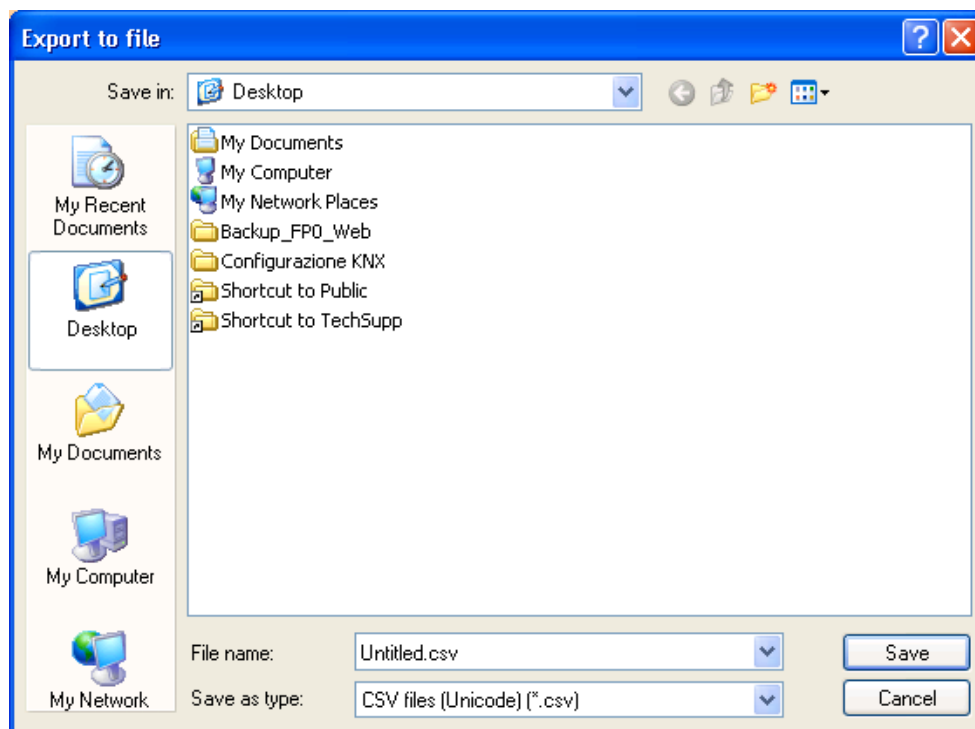 Export to file
Save in:
Desktop
My Recent
Documents
Desktop
My Documents
My Computer
My Network
My Documents
My Computer
My Network Places
Backup_FP0_Web
Configurazione KNX
Shortcut to Public
Shortcut to TechSupp
File name:
Untitled.csv
Save
Save as type:
CSV files (Unicode) (*.csv)
Cancel